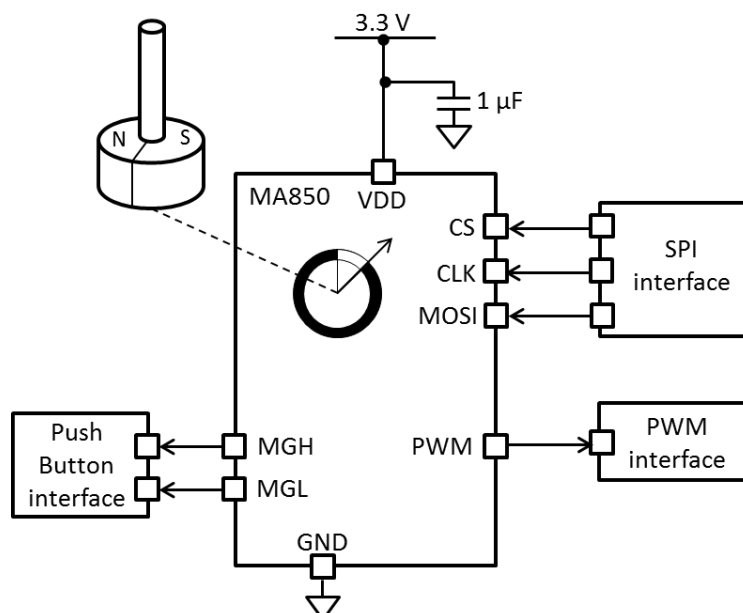 3.3 V
1 µF
N
S
MA850
VDD
CS
CLK
MOSI
SPI
interface
Push
Button
interface
MGH
MGL
PWM
PWM
interface
GND